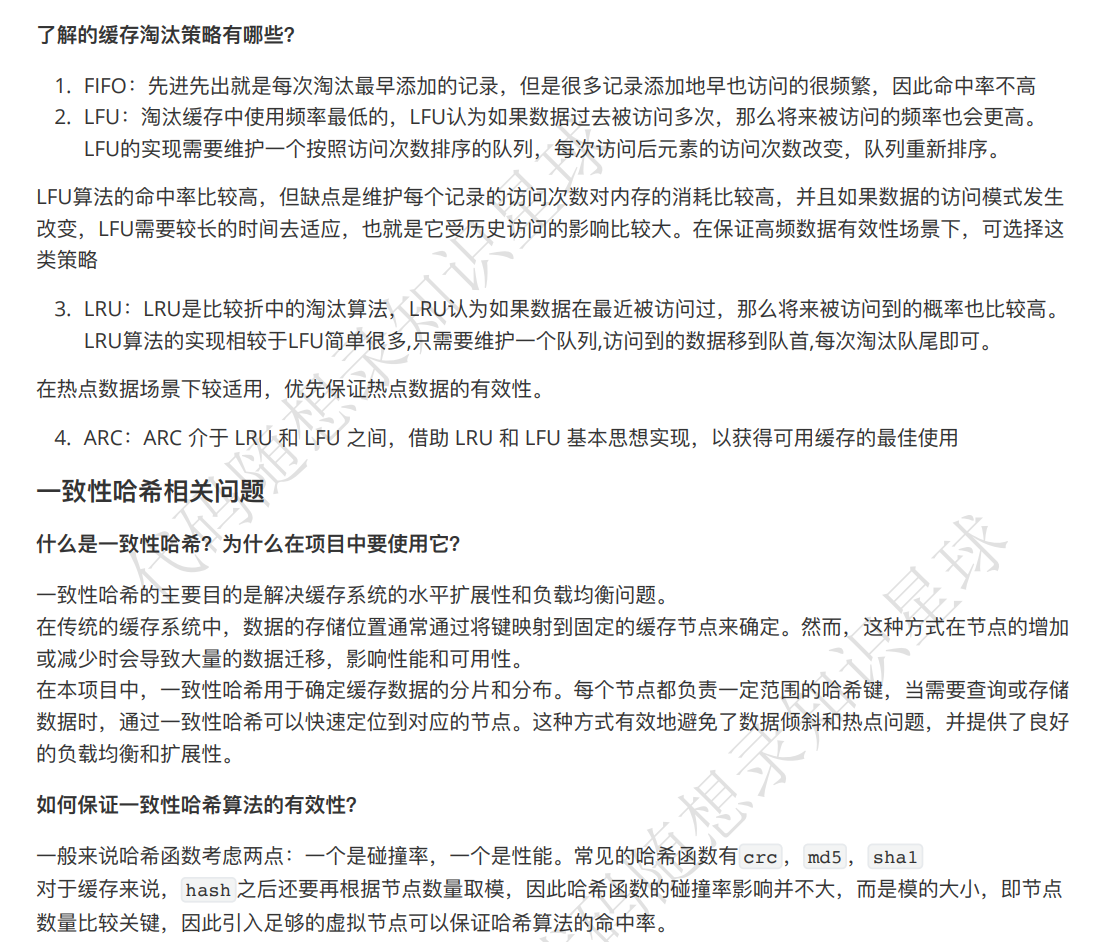 了解的缓存淘汰策略有哪些?
1. FIFO：先进先出就是每次淘汰最早添加的记录，但是很多记录添加地早也访问的很频繁，因此命中率不高
2. LFU：淘汰缓存中使用频率最低的，LFU认为如果数据过去被访问多次，那么将来被访问的频率也会更高。
LFU的实现需要维护一个按照访问次数排序的队列，每次访问后元素的访问次数改变，队列重新排序。
LFU算法的命中率比较高，但缺点是维护每个记录的访问次数对内存的消耗比较高，并且如果数据的访问模式发生
改变，LFU需要较长的时间去适应，也就是它受历史访问的影响比较大。在保证高频数据有效性场景下，可选择这
类策略
3. LRU：LRU是比较折中的淘汰算法，LRU认为如果数据在最近被访问过，那么将来被访问到的概率也比较高。
LRU算法的实现相较于LFU简单很多,只需要维护一个队列,访问到的数据移到队首,每次淘汰队尾即可。
在热点数据场景下较适用，优先保证热点数据的有效性。
4. ARC：ARC 介于 LRU 和 LFU 之间，借助 LRU 和 LFU 基本思想实现，以获得可用缓存的最佳使用
一致性哈希相关问题
什么是一致性哈希？为什么在项目中要使用它?
一致性哈希的主要目的是解决缓存系统的水平扩展性和负载均衡问题。
在传统的缓存系统中，数据的存储位置通常通过将键映射到固定的缓存节点来确定。然而，这种方式在节点的增加
或减少时会导致大量的数据迁移，影响性能和可用性。
在本项目中，一致性哈希用于确定缓存数据的分片和分布。每个节点都负责一定范围的哈希键，当需要查询或存储
数据时，通过一致性哈希可以快速定位到对应的节点。这种方式有效地避免了数据倾斜和热点问题，并提供了良好
的负载均衡和扩展性。
如何保证一致性哈希算法的有效性?
一般来说哈希函数考虑两点：一个是碰撞率，一个是性能。常见的哈希函数有 crc ， md5 ， sha1
对于缓存来说， hash 之后还要再根据节点数量取模，因此哈希函数的碰撞率影响并不大，而是模的大小，即节点
数量比较关键，因此引入足够的虚拟节点可以保证哈希算法的命中率。
代码随想录知识星球
代码随想录知识星球